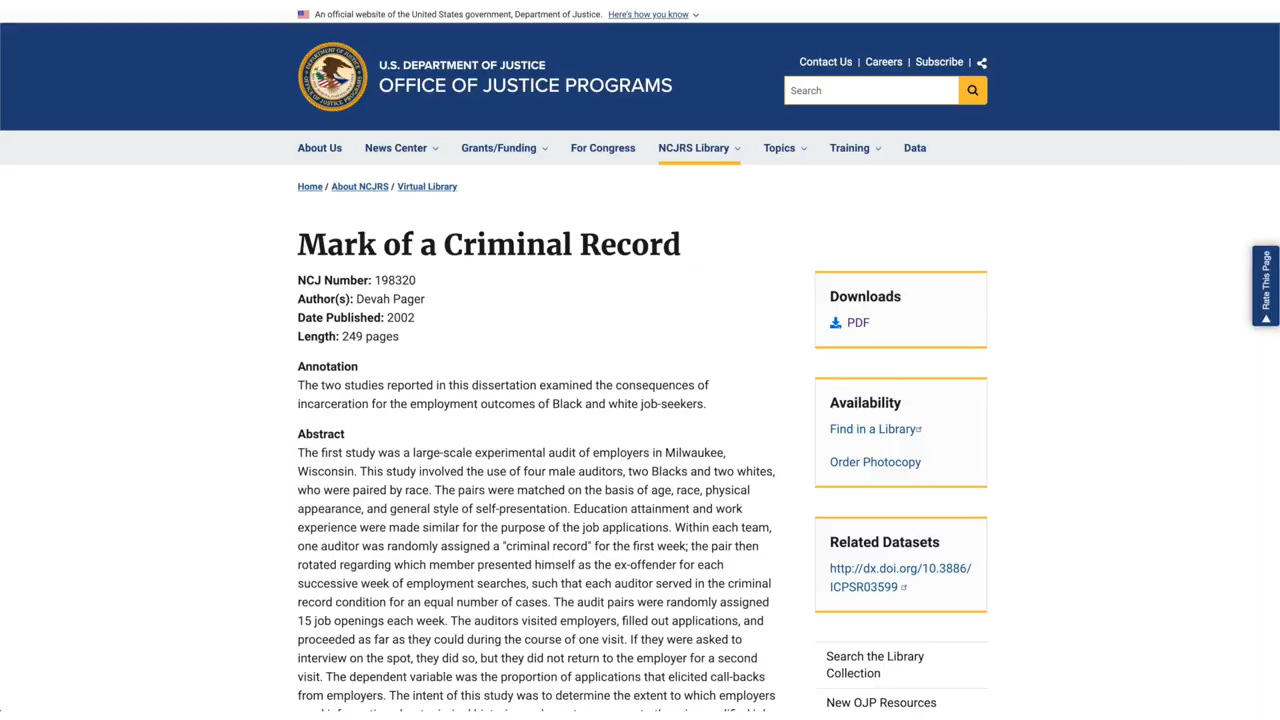 An official website of the United States government, Department of Justice. Here's how you know
U.S. DEPARTMENT OF JUSTICE
OFFICE OF JUSTICE PROGRAMS
Contact Us | Careers | Subscribe |
Search
About Us News Center Grants/Funding For Congress NCJRS Library Topics Training Data
Home / About NCJRS / Virtual Library
Mark of a Criminal Record
NCJ Number: 198320
Author(s): Devah Pager
Date Published: 2002
Length: 249 pages
Annotation
The two studies reported in this dissertation examined the consequences of
incarceration for the employment outcomes of Black and white job-seekers.
Abstract
The first study was a large-scale experimental audit of employers in Milwaukee,
Wisconsin. This study involved the use of four male auditors, two Blacks and two whites,
who were paired by race. The pairs were matched on the basis of age, race, physical
appearance, and general style of self-presentation. Education attainment and work
experience were made similar for the purpose of the job applications. Within each team,
one auditor was randomly assigned a "criminal record" for the first week; the pair then
rotated regarding which member presented himself as the ex-offender for each
successive week of employment searches, such that each auditor served in the criminal
record condition for an equal number of cases. The audit pairs were randomly assigned
15 job openings each week. The auditors visited employers, filled out applications, and
proceeded as far as they could during the course of one visit. If they were asked to
interview on the spot, they did so, but they did not return to the employer for a second
visit. The dependent variable was the proportion of applications that elicited call-backs
from employers. The intent of this study was to determine the extent to which employers
Downloads
PDF
Availability
Find in a Library
Order Photocopy
Related Datasets
http://dx.doi.org/10.3886/
ICPSR03599
Search the Library
Collection
New OJP Resources
Rate This Page